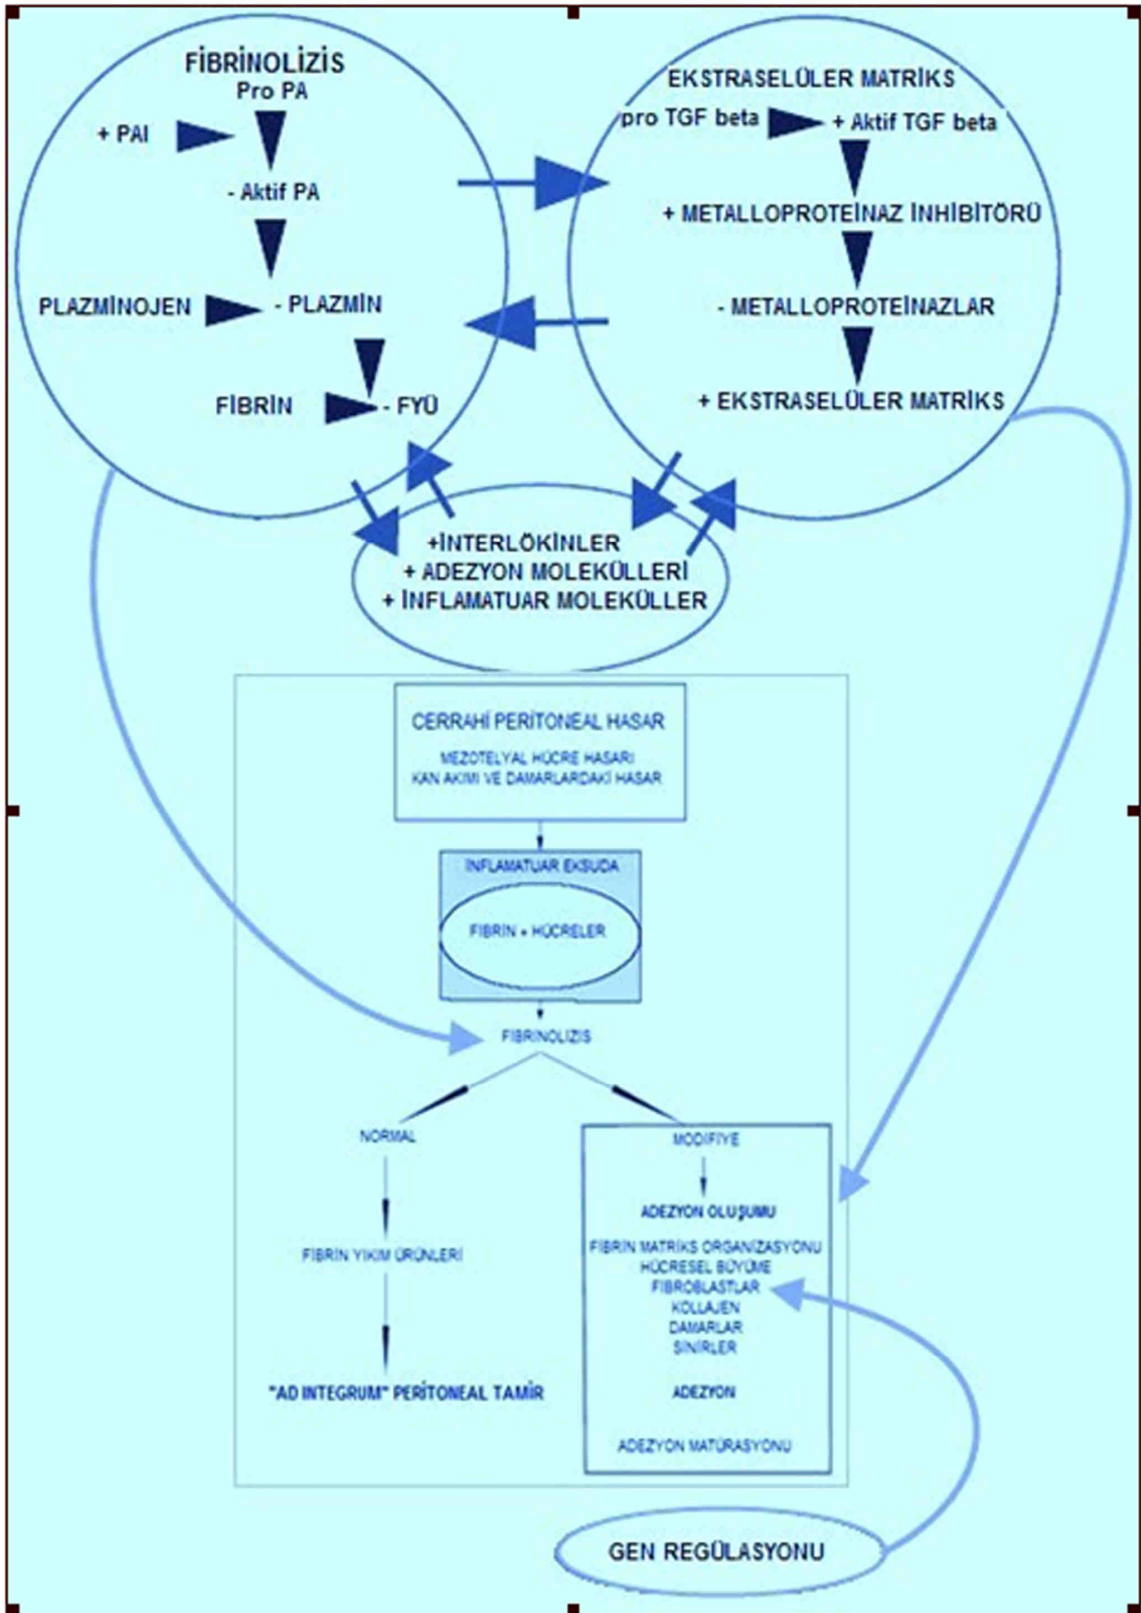 FİBRİNOLİZİS
Pro PA
+ PAI
- Aktif PA
PLAZMİNOJEN
- PLAZMİN
FİBRİN
- FYÜ
EKSTRASELÜLER MATRİKS
pro TGF beta
+ Aktif TGF beta
+ METALLOPROTEİNAZ İNHİBİTÖRÜ
- METALLOPROTEİNAZLAR
+ EKSTRASELÜLER MATRİKS
+İNTERLÖKİNLER
+ ADEZYON MOLEKÜLLERİ
+ İNFLAMATUAR MOLEKÜLLER
CERRAHİ PERİTONEAL HASAR
MEZOTELYAL HÜCRE HASARI
KAN AKIMI VE DAMARLARDAKİ HASAR
İNFLAMATUAR EKSUDA
FİBRİN + HÜCRELER
FİBRİNOLİZİS
NORMAL
FİBRİN YIKIM ÜRÜNLERİ
"AD INTEGRUM" PERİTONEAL TAMİR
MODİFİYE
ADEZYON OLUŞUMU
FİBRİN MATRİKS ORGANİZASYONU
HÜCRESEL BÜYÜME
FİBROBLASTLAR
KOLLAJEN
DAMARLAR
SİNİRLER
ADEZYON
ADEZYON MATÜRASYONU
GEN REGÜLASYONU